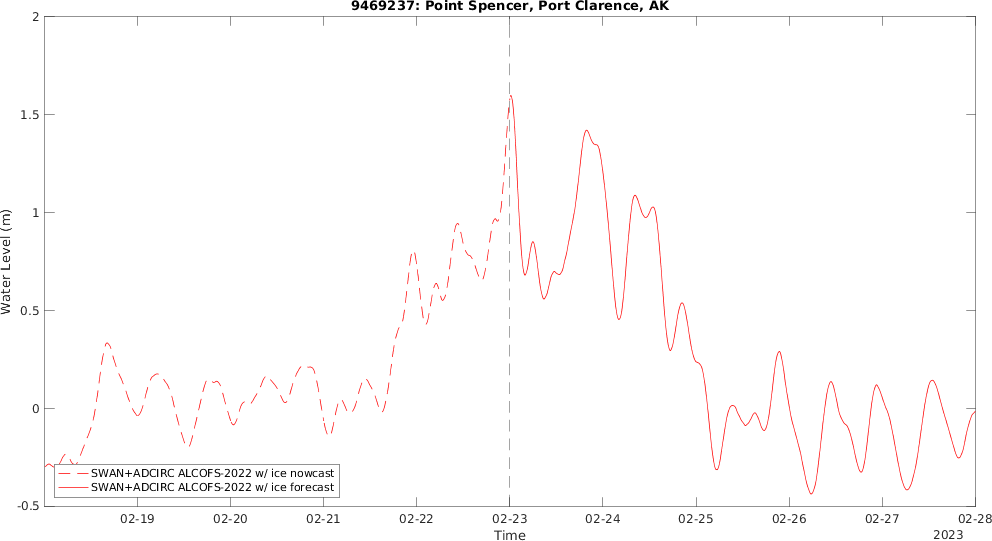 9469237: Point Spencer, Port Clarence, AK
2
1.5
1
0.5
0
-0.5
Water Level (m)
SWAN+ADCIRC ALCOFS-2022 w/ ice nowcast
SWAN+ADCIRC ALCOFS-2022 w/ ice forecast
02-19 02-20 02-21 02-22 02-23 02-24 02-25 02-26 02-27 02-28
Time
2023